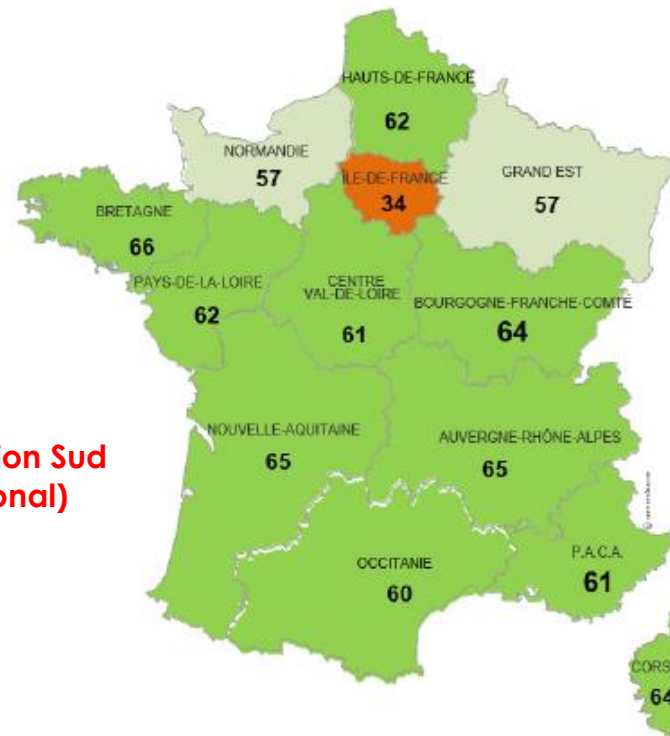 HAUTS-DE-FRANCE
62
NORMANDIE
57
ÎLE-DE-FRANCE
34
GRAND EST
57
BRETAGNE
66
PAYS-DE-LA-LOIRE
62
CENTRE
VAL-DE-LOIRE
61
BOURGOGNE-FRANCHE-COMTÉ
64
NOUVELLE-AQUITAINE
65
AUVERGNE-RHÔNE-ALPES
65
ion Sud
onal)
OCCITANIE
60
P.A.C.A.
61
CORS
64